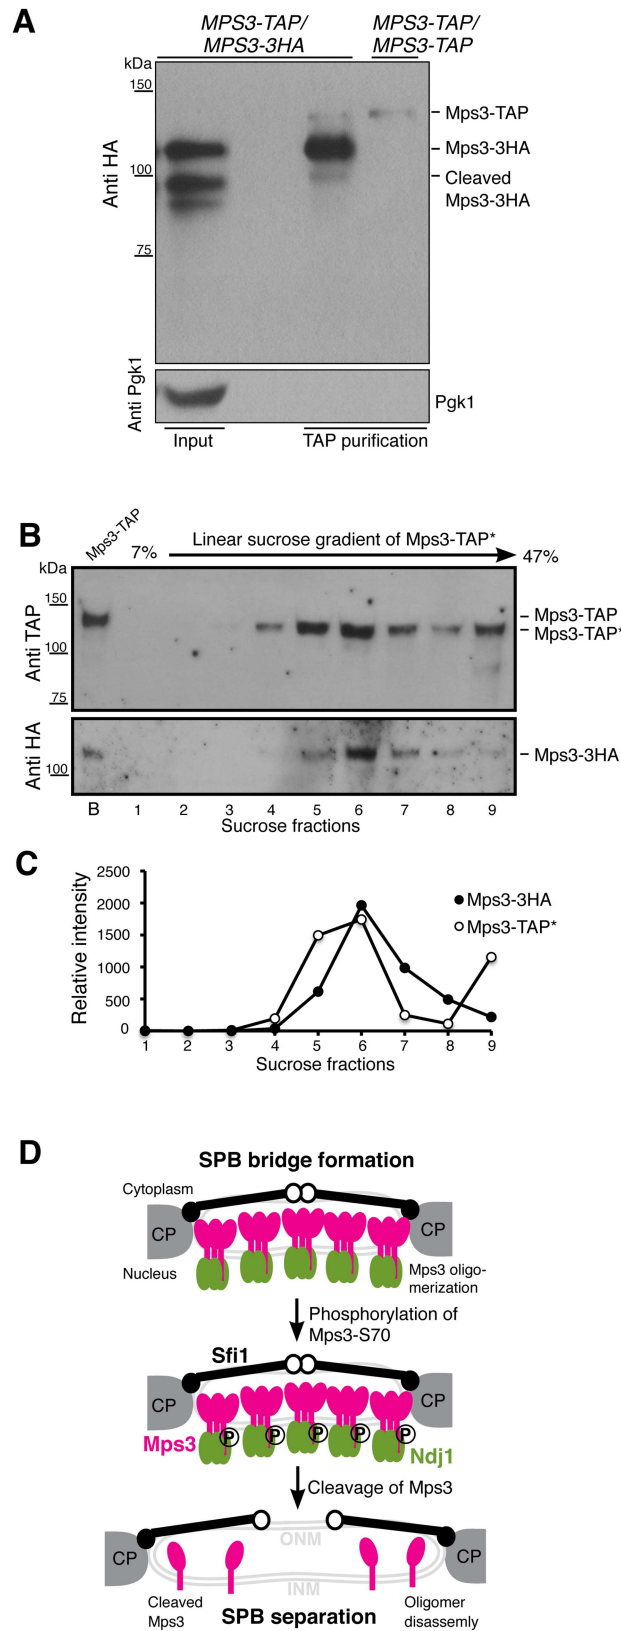 A
MPS3-TAP/ MPS3-TAP/
MPS3-3HA MPS3-TAP
kDa
150
Mps3-TAP
Mps3-3HA
100
Cleaved
Mps3-3HA
75
Anti HA
Anti Pgk1
Pgk1
Input TAP purification
B
Mps3-TAP
7% Linear sucrose gradient of Mps3-TAP* 47%
kDa
150
Mps3-TAP
Mps3-TAP*
100
75
Anti TAP
Anti HA
Mps3-3HA
100
B 1 2 3 4 5 6 7 8 9
Sucrose fractions
C
2500
2000
1500
1000
500
0
Relative intensity
Mps3-3HA
Mps3-TAP*
1 2 3 4 5 6 7 8 9
Sucrose fractions
D
SPB bridge formation
Cytoplasm
CP CP
Nucleus
Mps3 oligo-
merization
Phosphorylation of
Mps3-S70
Sfi1
CP CP
P P P P P
Mps3 Ndj1
Cleavage of Mps3
ONM
CP CP
INM
Cleaved
Mps3
SPB separation
Oligomer
disassemly